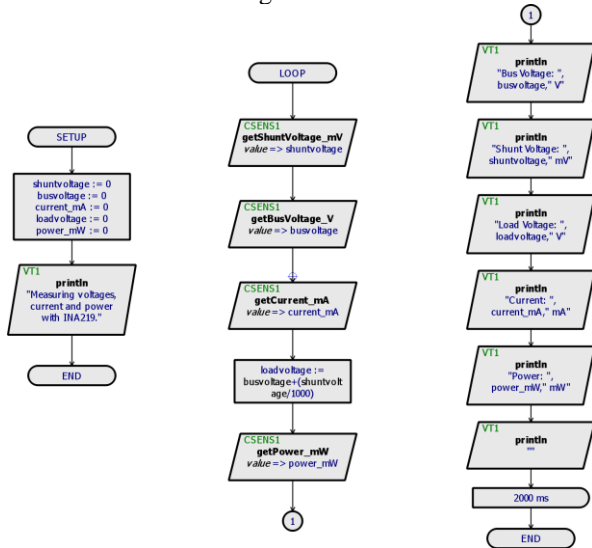 SETUP
shuntvoltage := 0
busvoltage := 0
current_mA := 0
loadvoltage := 0
power_mW := 0
VT1
println
"Measuring voltages,
current and power
with INA219."
END
LOOP
CSENS1
getShuntVoltage_mV
value => shuntvoltage
CSENS1
getBusVoltage_V
value => busvoltage
CSENS1
getCurrent_mA
value => current_mA
loadvoltage :=
busvoltage+(shuntvolt
age/1000)
CSENS1
getPower_mW
value => power_mW
1
1
VT1
println
"Bus Voltage: ",
busvoltage," V"
VT1
println
"Shunt Voltage: ",
shuntvoltage," mV"
VT1
println
"Load Voltage: ",
loadvoltage," V"
VT1
println
"Current: ",
current_mA," mA"
VT1
println
"Power: ",
power_mW," mW"
VT1
println
""
2000 ms
END